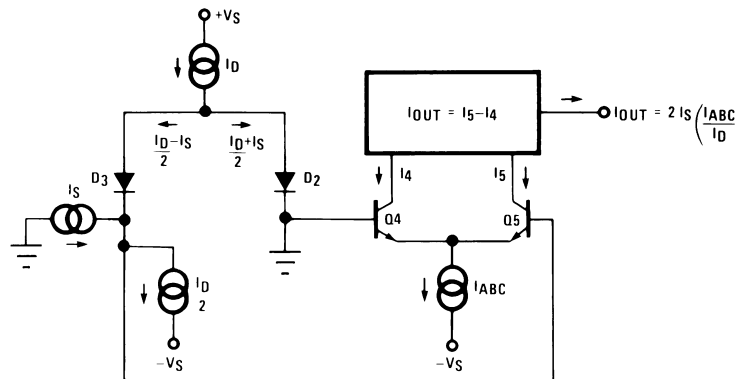 +VS
ID
ID/2 −IS
ID/2 +IS
IOUT = I5−I4
IOUT = 2 IS (IABC/ID
D3
D2
I4
I5
IS
Q4
Q5
ID
2
IABC
−VS
−VS